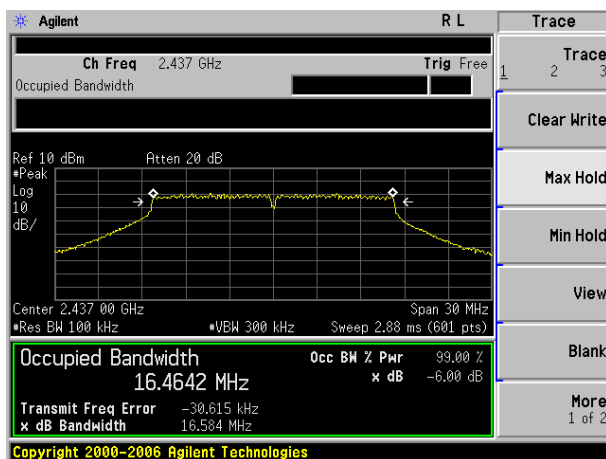 Agilent R L Trace
Ch Freq 2.437 GHz Trig Free
Occupied Bandwidth
Trace
1 2 3
Clear Write
Max Hold
Min Hold
View
Blank
More
1 of 2
Ref 10 dBm Atten 20 dB
#Peak
Log
10
dB/
Center 2.437 00 GHz Span 30 MHz
#Res BW 100 kHz #VBW 300 kHz Sweep 2.88 ms (601 pts)
Occupied Bandwidth Occ BW % Pwr 99.00 %
16.4642 MHz x dB -6.00 dB
Transmit Freq Error -30.615 kHz
x dB Bandwidth 16.584 MHz
Copyright 2000-2006 Agilent Technologies